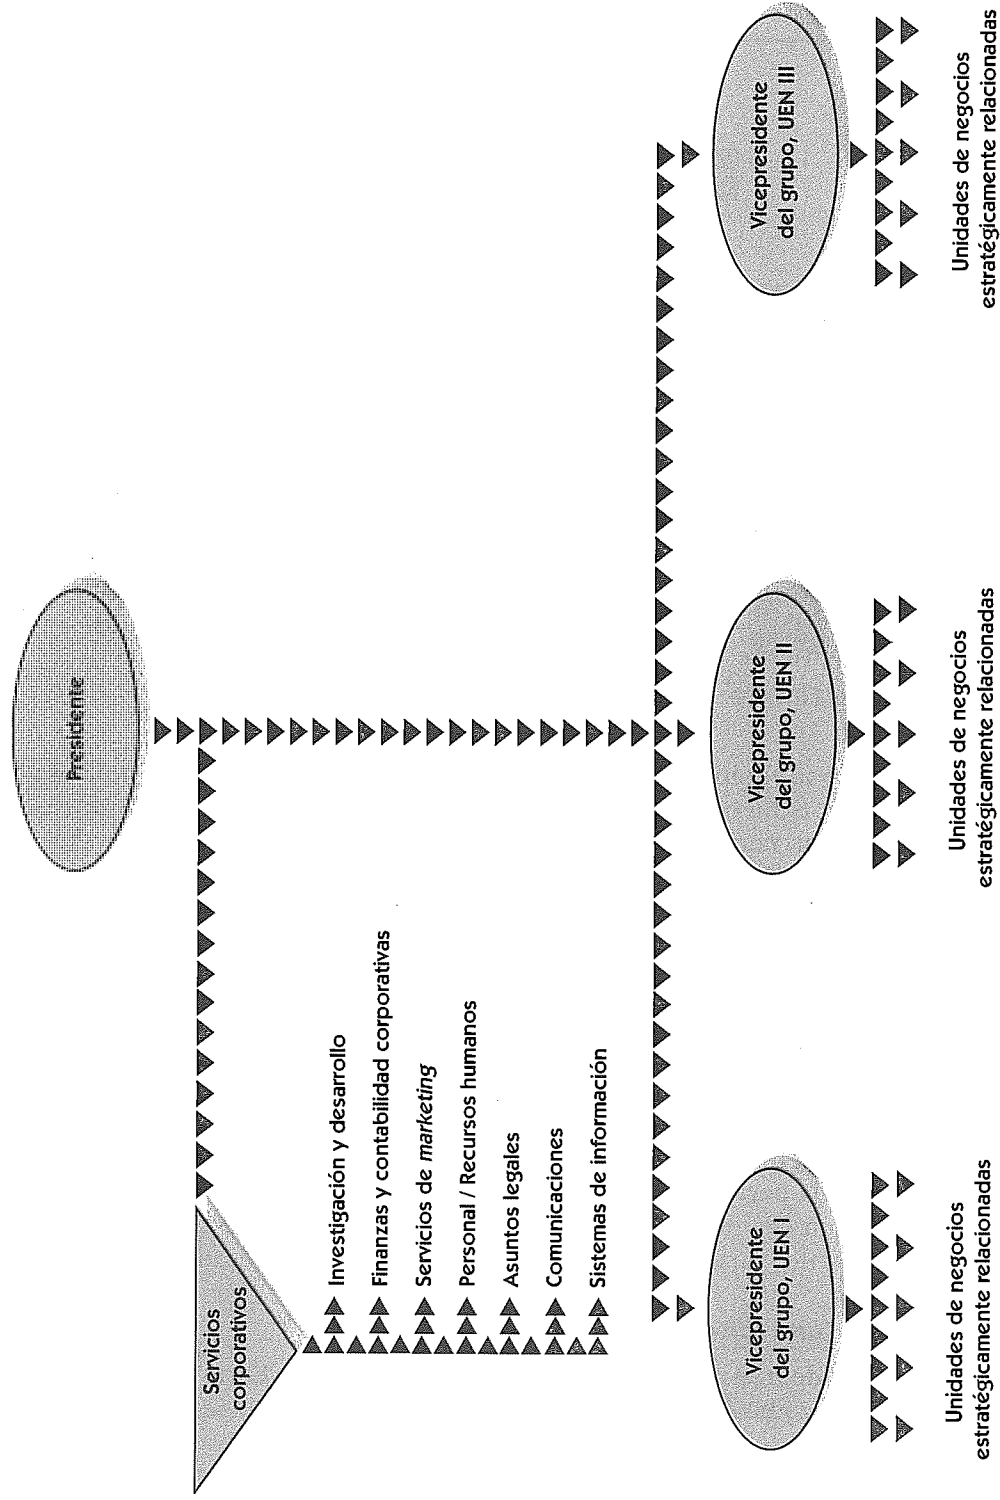 Presidente
Servicios
corporativos
Investigación y desarrollo
Finanzas y contabilidad corporativas
Servicios de marketing
Personal / Recursos humanos
Asuntos legales
Comunicaciones
Sistemas de información
Vicepresidente
del grupo, UEN I
Vicepresidente
del grupo, UEN II
Vicepresidente
del grupo, UEN III
Unidades de negocios
estratégicamente relacionadas
Unidades de negocios
estratégicamente relacionadas
Unidades de negocios
estratégicamente relacionadas